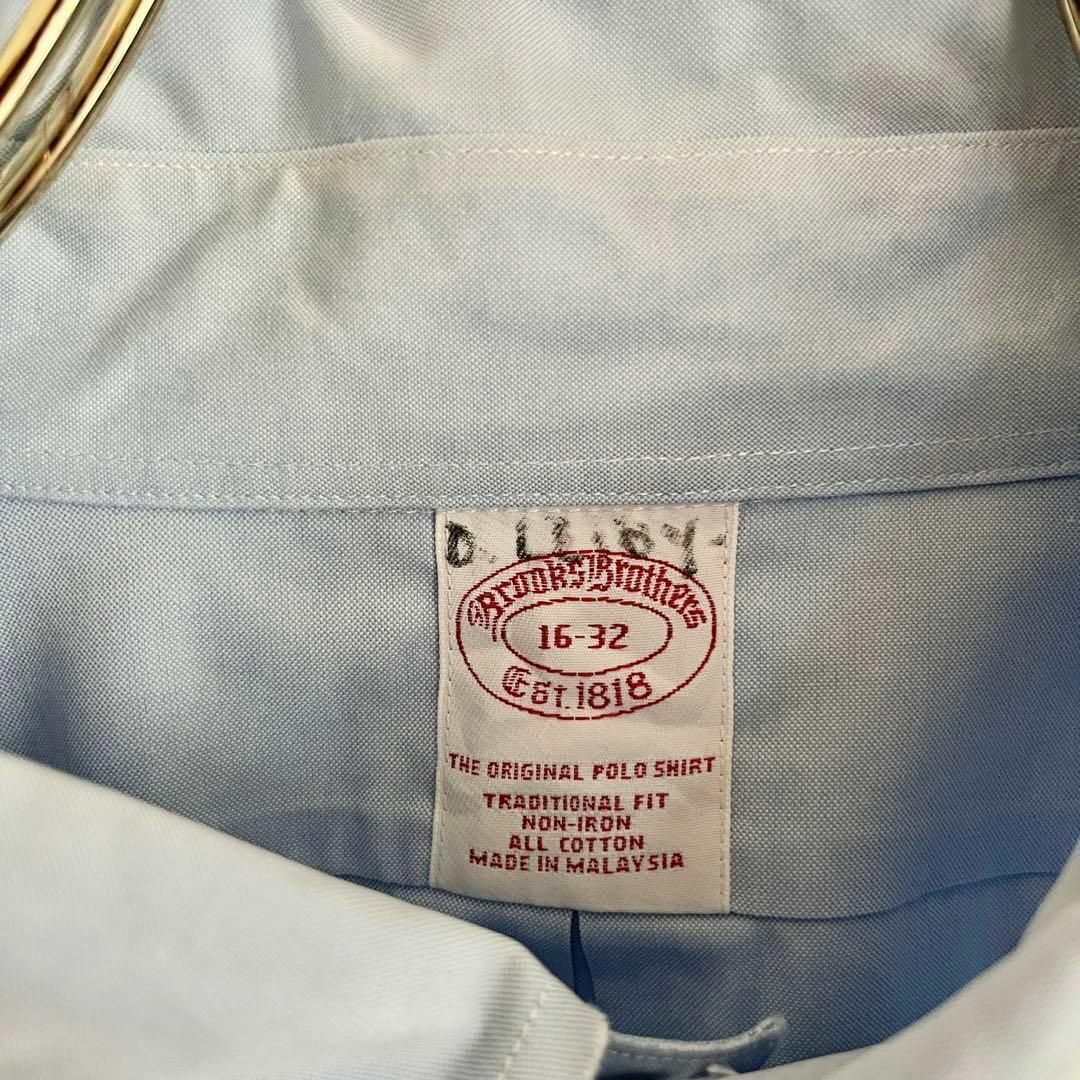 Brooks Brothers
16-32
Est. 1818
THE ORIGINAL POLO SHIRT
TRADITIONAL FIT
NON-IRON
ALL COTTON
MADE IN MALAYSIA